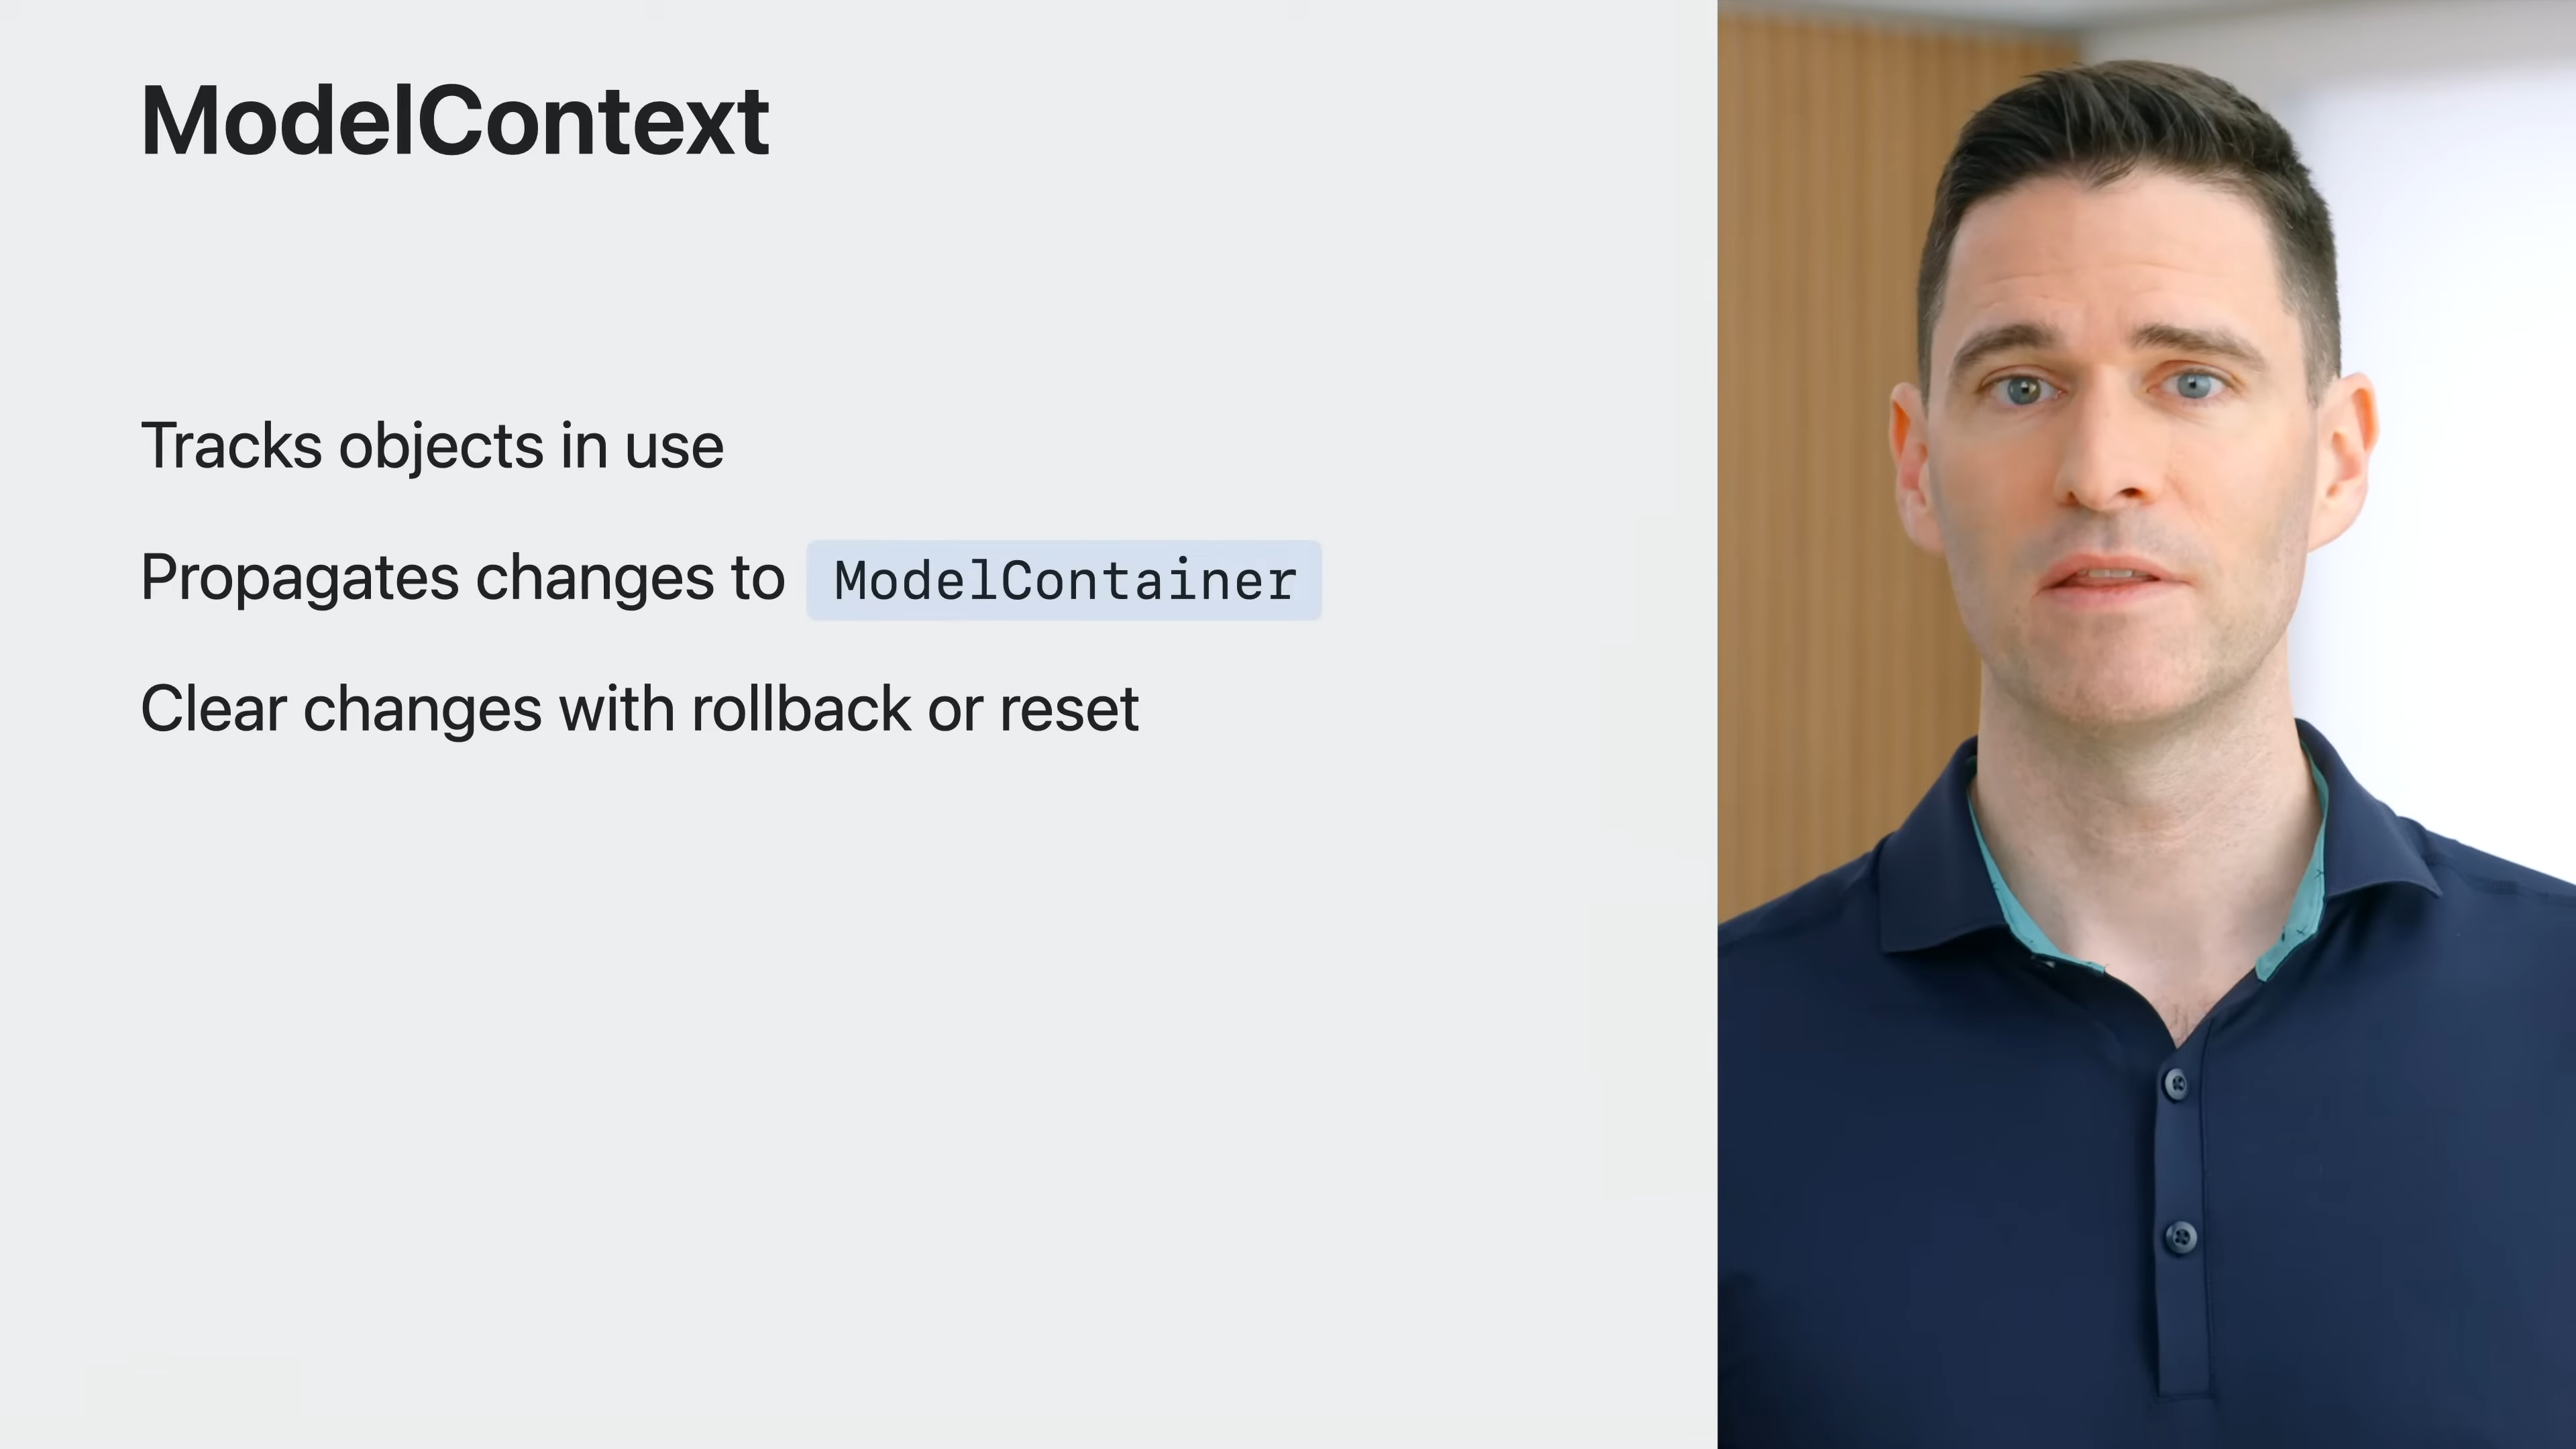 ModelContext
Tracks objects in use
Propagates changes to ModelContainer
Clear changes with rollback or reset